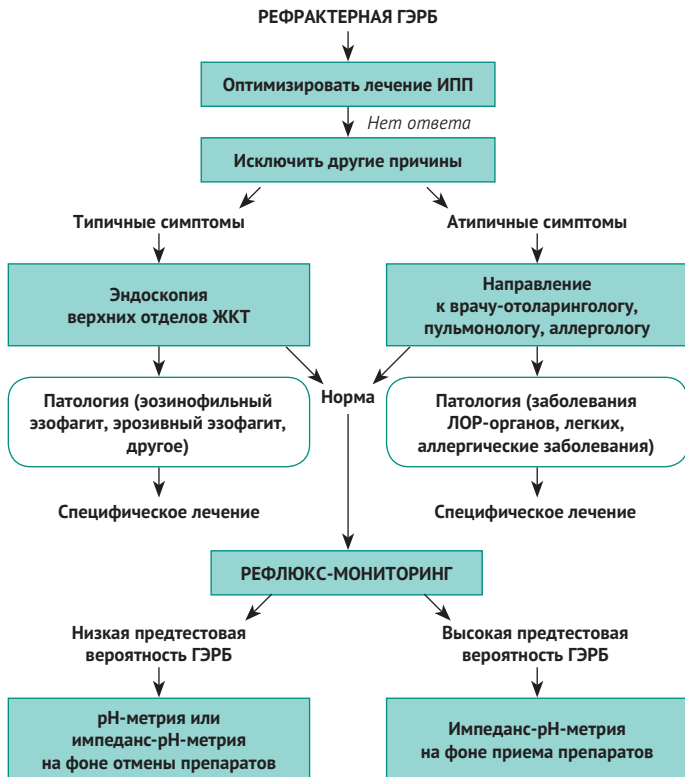 РЕФРАКТЕРНАЯ ГЭРБ
Оптимизировать лечение ИПП
Нет ответа
Исключить другие причины
Типичные симптомы
Атипичные симптомы
Эндоскопия
верхних отделов ЖКТ
Направление
к врачу-отоларингологу,
пульмонологу, аллергологу
Норма
Патология (эозинофильный
эзофагит, эрозивный эзофагит,
другое)
Патология (заболевания
ЛОР-органов, легких,
аллергические заболевания)
Специфическое лечение
Специфическое лечение
РЕФЛЮКС-МОНИТОРИНГ
Низкая предтестовая
вероятность ГЭРБ
Высокая предтестовая
вероятность ГЭРБ
рН-метрия или
импеданс-рН-метрия
на фоне отмены препаратов
Импеданс-рН-метрия
на фоне приема препаратов